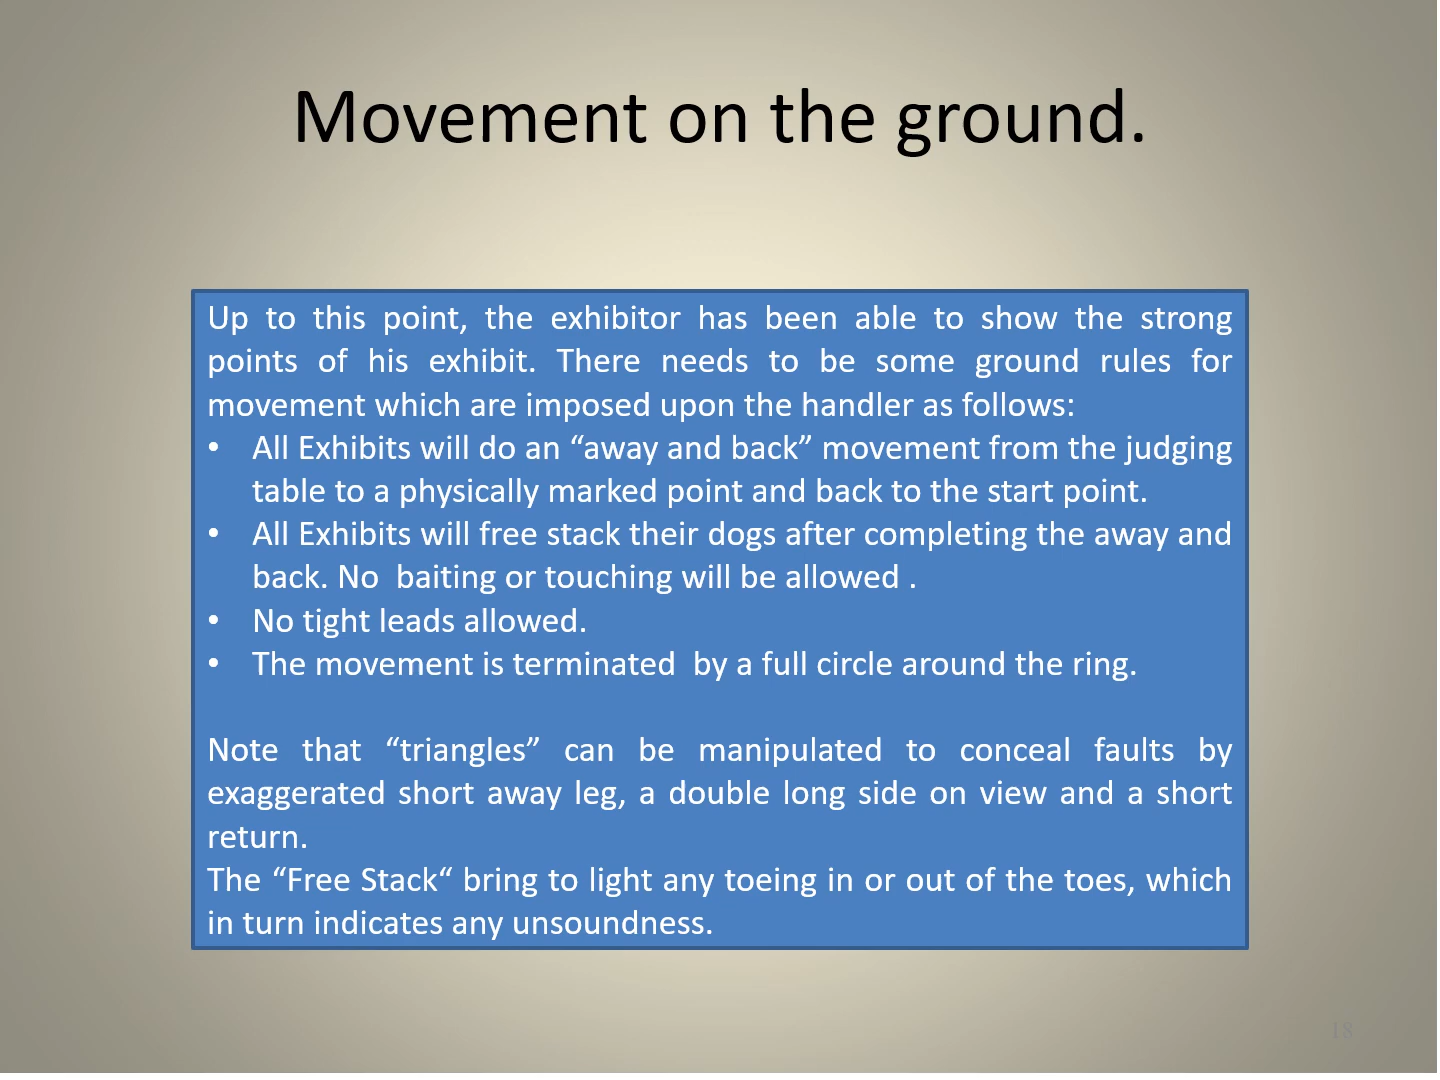 Movement on the ground.
Up to this point, the exhibitor has been able to show the strong
points of his exhibit. There needs to be some ground rules for
movement which are imposed upon the handler as follows:
• All Exhibits will do an “away and back” movement from the judging
table to a physically marked point and back to the start point.
• All Exhibits will free stack their dogs after completing the away and
back. No  baiting or touching will be allowed .
• No tight leads allowed.
• The movement is terminated  by a full circle around the ring.
Note that “triangles” can be manipulated to conceal faults by
exaggerated short away leg, a double long side on view and a short
return.
The “Free Stack“ bring to light any toeing in or out of the toes, which
in turn indicates any unsoundness.
18